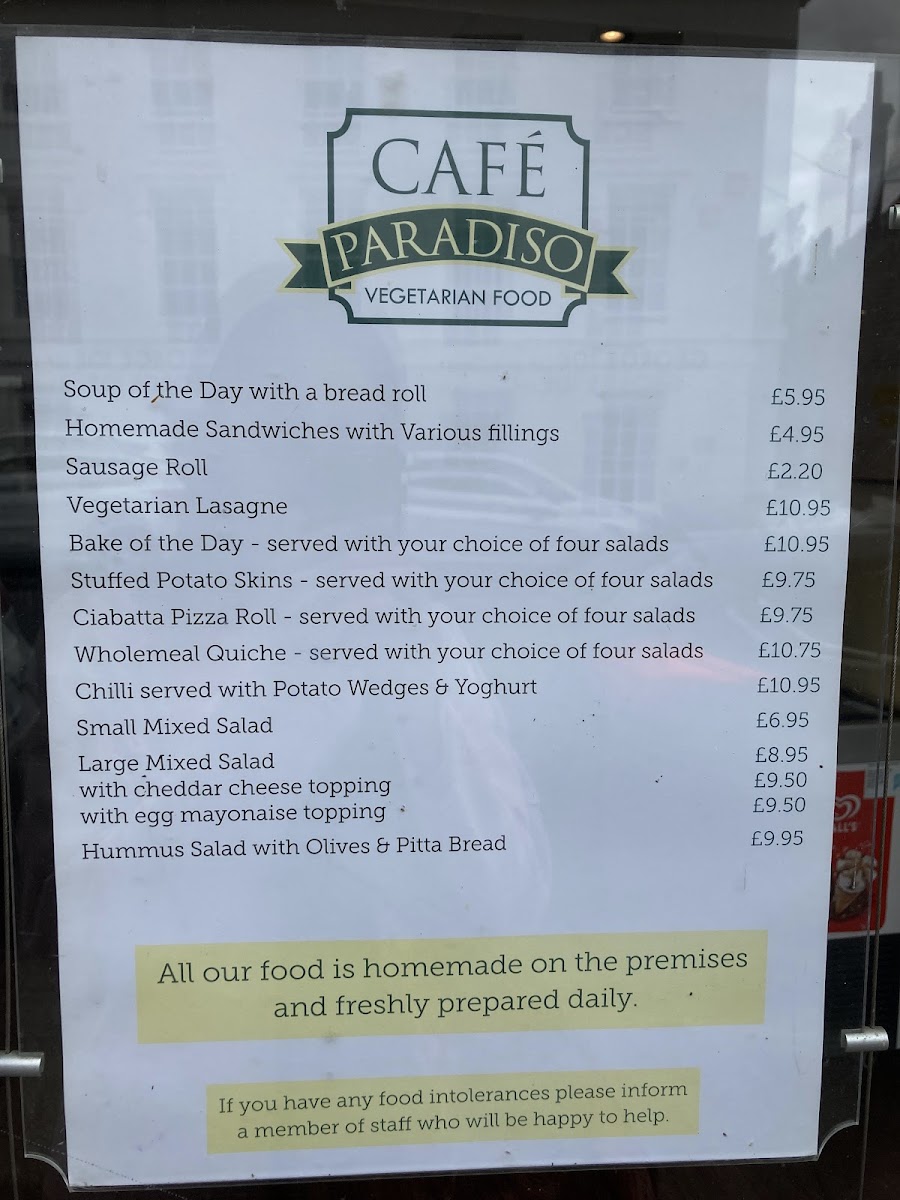 CAFÉ
PARADISO
VEGETARIAN FOOD
Soup of the Day with a bread roll £5.95
Homemade Sandwiches with Various fillings £4.95
Sausage Roll £2.20
Vegetarian Lasagne £10.95
Bake of the Day - served with your choice of four salads £10.95
Stuffed Potato Skins - served with your choice of four salads £9.75
Ciabatta Pizza Roll - served with your choice of four salads £9.75
Wholemeal Quiche - served with your choice of four salads £10.75
Chilli served with Potato Wedges & Yoghurt £10.95
Small Mixed Salad £6.95
Large Mixed Salad £8.95
with cheddar cheese topping £9.50
with egg mayonaise topping £9.50
Hummus Salad with Olives & Pitta Bread £9.95
All our food is homemade on the premises
and freshly prepared daily.
If you have any food intolerances please inform
a member of staff who will be happy to help.